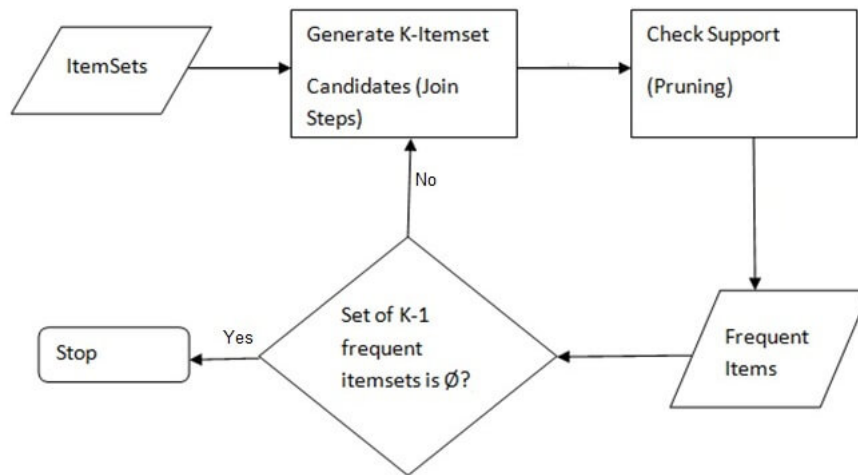 ItemSets
Generate K-Itemset
Candidates (Join
Steps)
Check Support
(Pruning)
No
Set of K-1
frequent
itemsets is Ø?
Yes
Stop
Frequent
Items